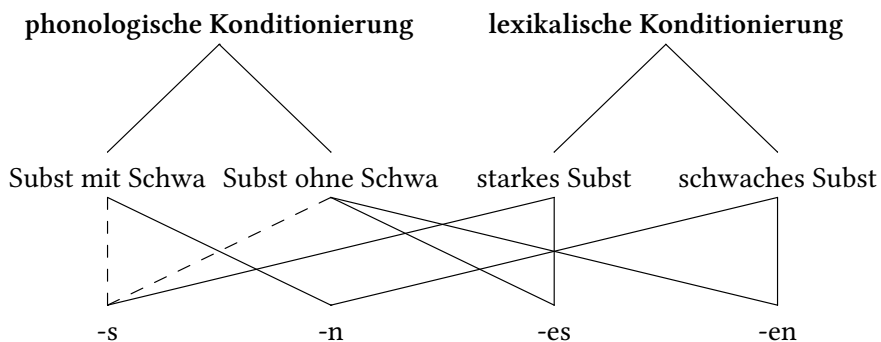 phonologische Konditionierung lexikalische Konditionierung
Subst mit Schwa Subst ohne Schwa starkes Subst schwaches Subst
-s -n -es -en